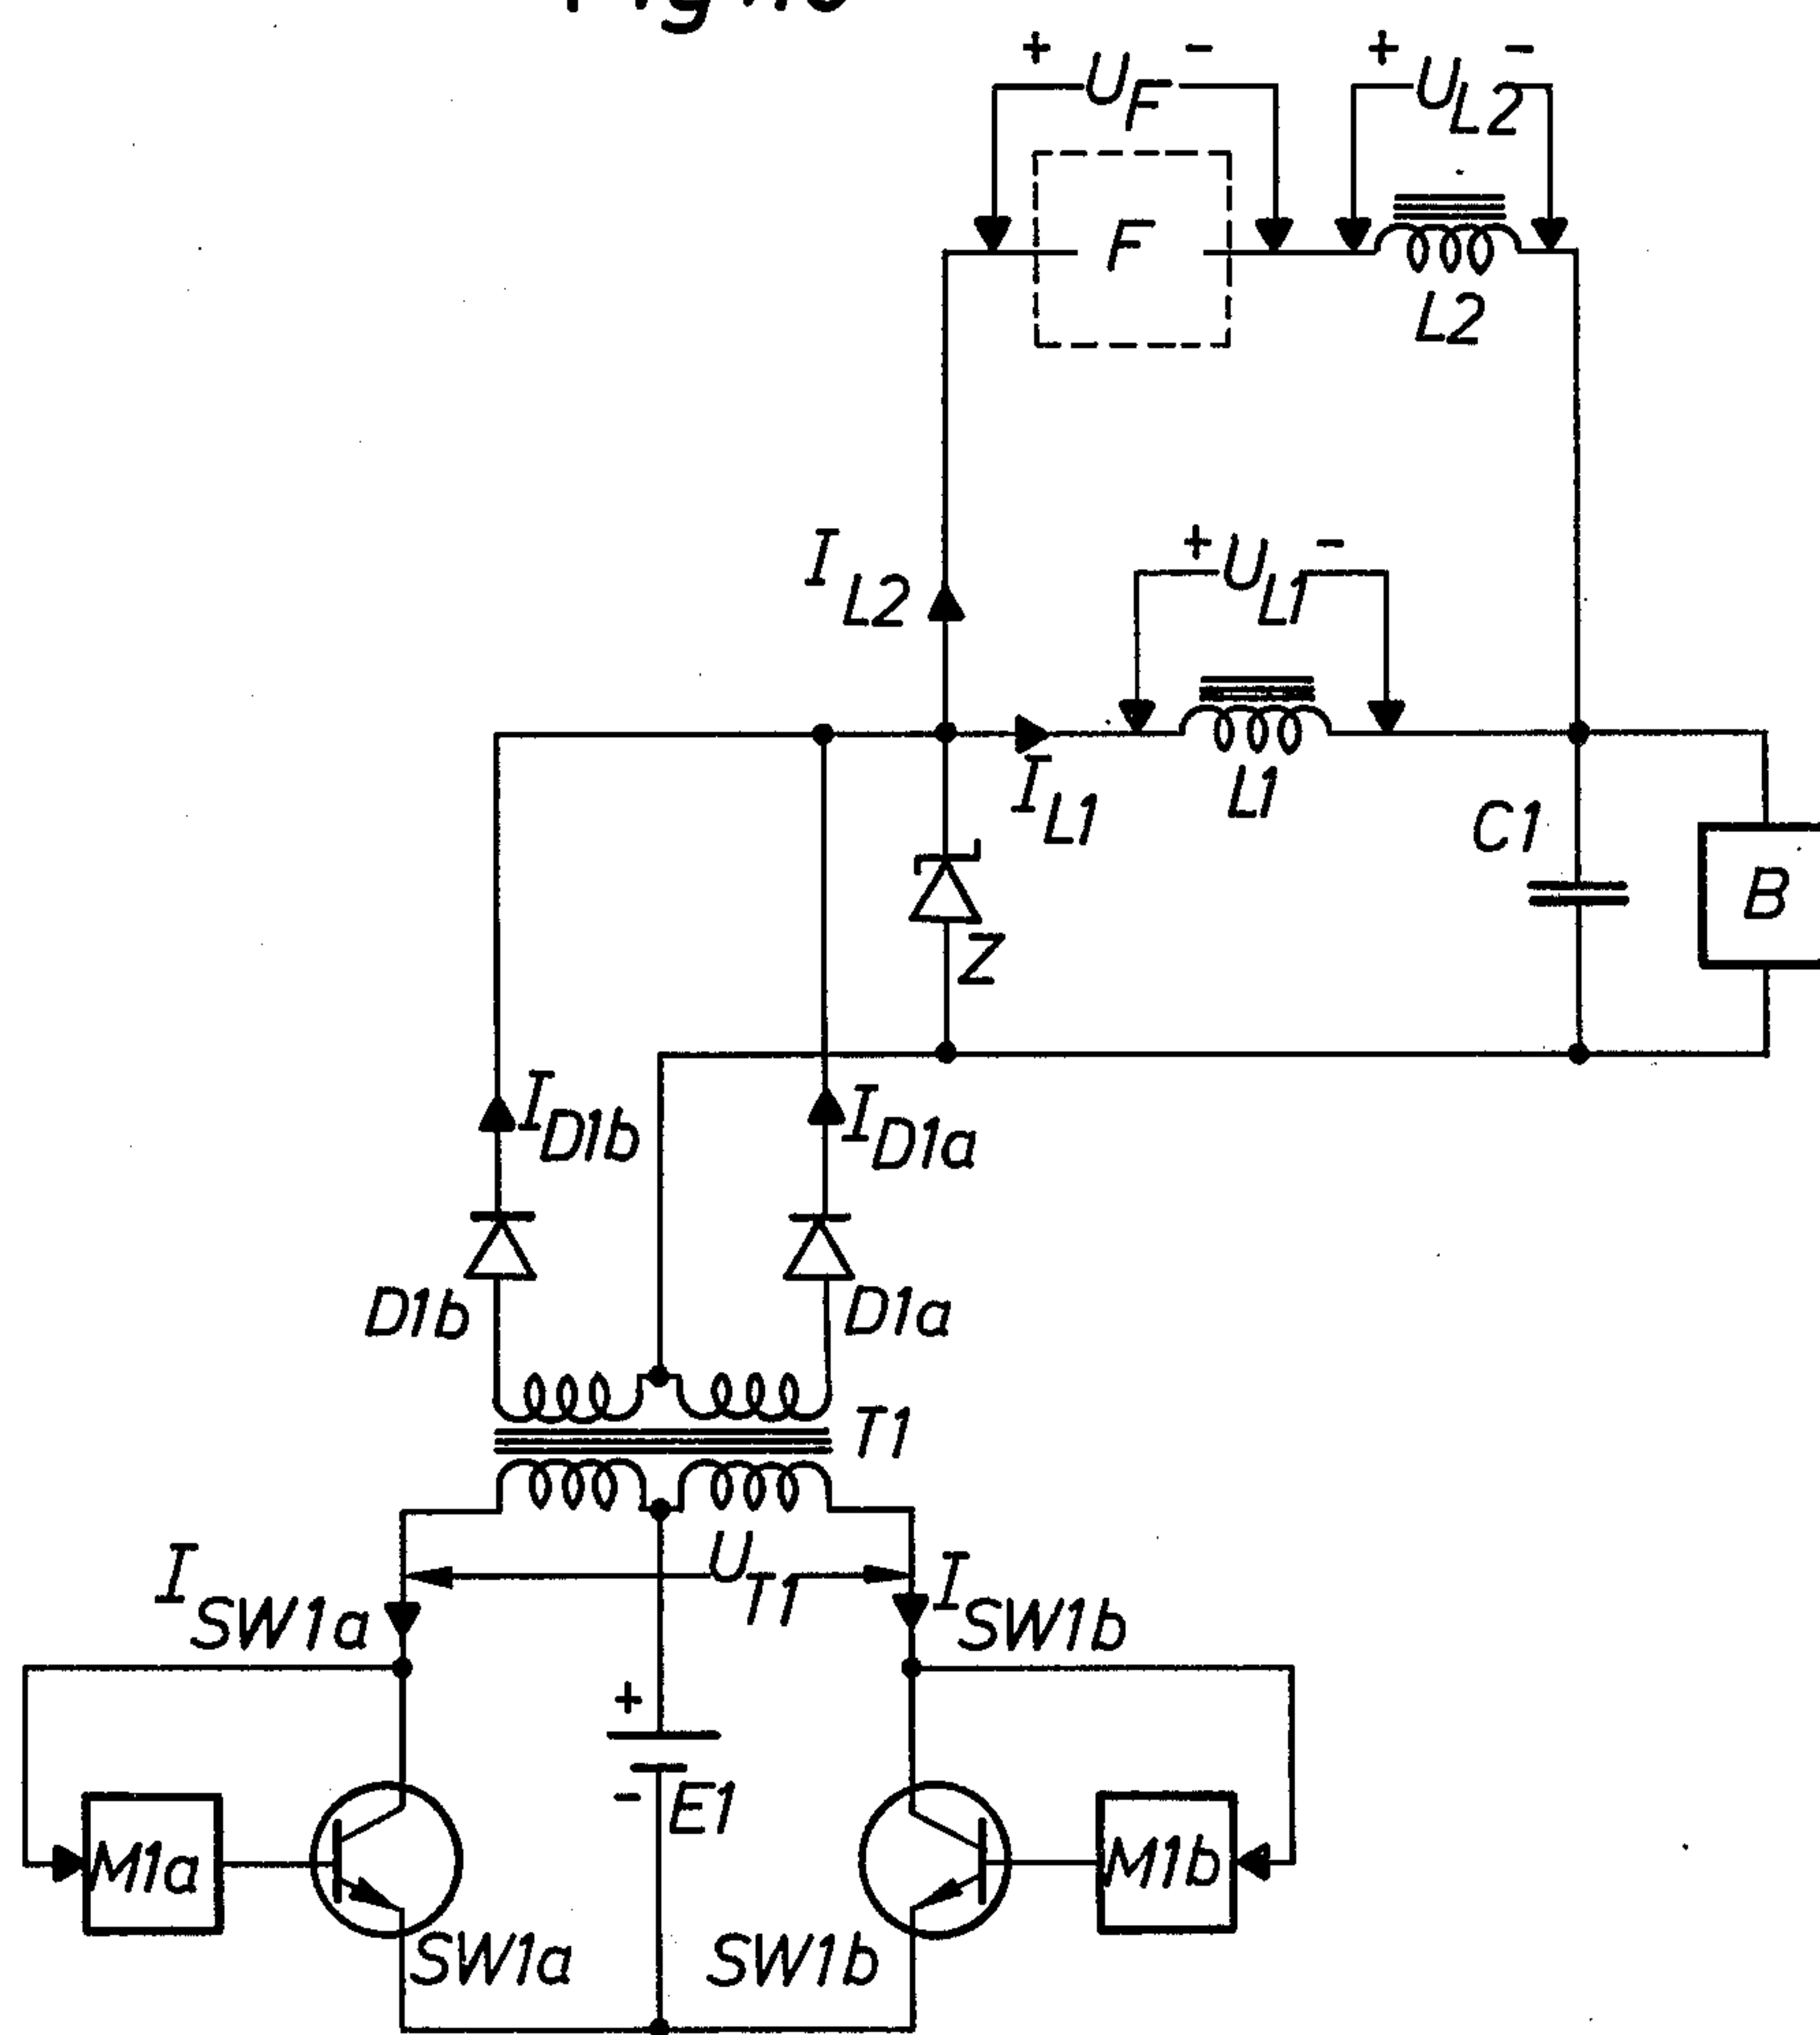 + U_F -
+ U_L2 -
F
L2
I_L2
+ U_L1 -
I_L1
L1
C1
B
Z
I_D1b
I_D1a
D1b
D1a
T1
U_T1
I_SW1a
I_SW1b
+
- E1
M1a
M1b
SW1a
SW1b